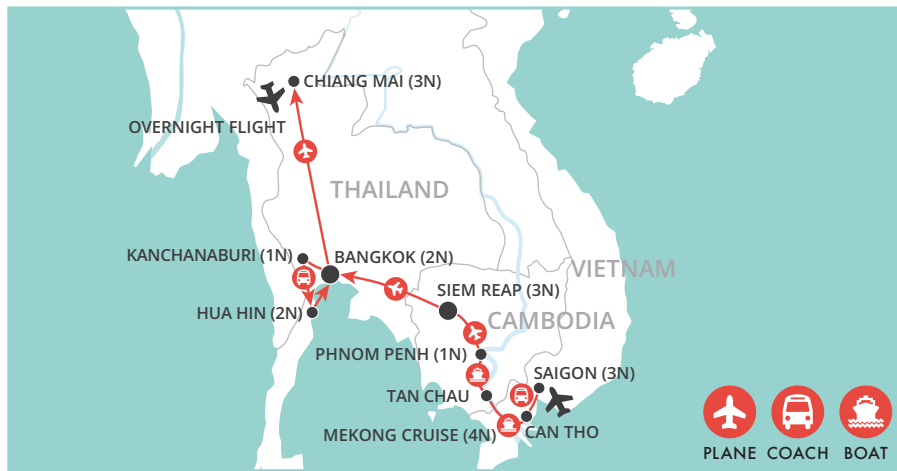 CHIANG MAI (3N)
OVERNIGHT FLIGHT
THAILAND
KANCHANABURI (1N)
BANGKOK (2N)
VIETNAM
SIEM REAP (3N)
HUA HIN (2N)
CAMBODIA
PHNOM PENH (1N)
SAIGON (3N)
TAN CHAU
MEKONG CRUISE (4N)
CAN THO
PLANE COACH BOAT